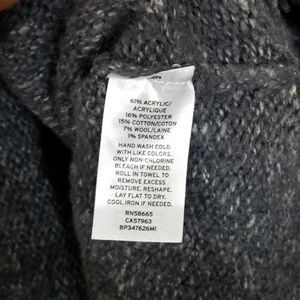 61% ACRYLIC/
ACRYLIQUE
16% POLYESTER
15% COTTON/COTON
7% WOOL/LAINE
1% SPANDEX
HAND WASH COLD.
WITH LIKE COLORS.
ONLY NON-CHLORINE
BLEACH IF NEEDED.
ROLL IN TOWEL TO
REMOVE EXCESS
MOISTURE. RESHAPE.
LAY FLAT TO DRY.
COOL IRON IF NEEDED.
RN58665
CA57963
BP347626MI